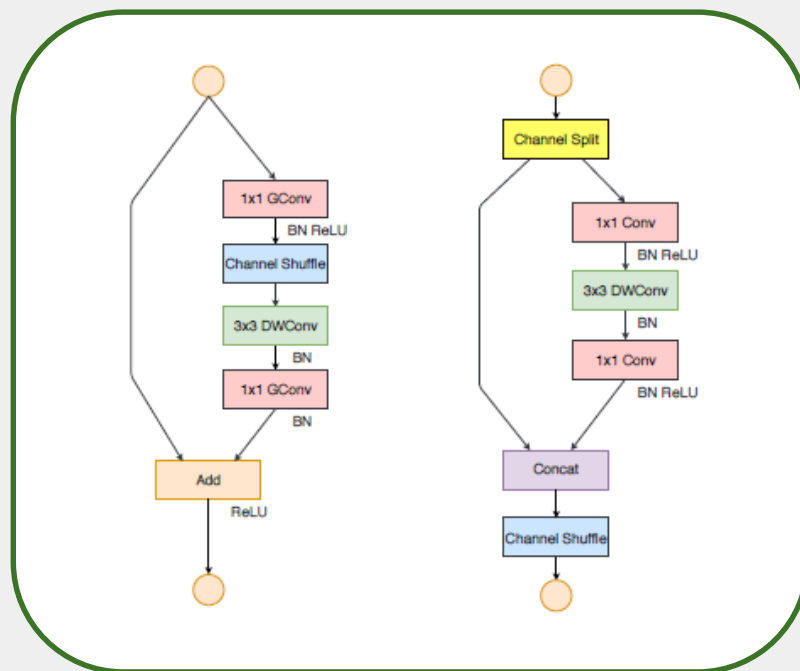 1x1 GConv
BN ReLU
Channel Shuffle
3x3 DWConv
BN
1x1 GConv
BN
Add
ReLU
Channel Split
1x1 Conv
BN ReLU
3x3 DWConv
BN
1x1 Conv
BN ReLU
Concat
Channel Shuffle